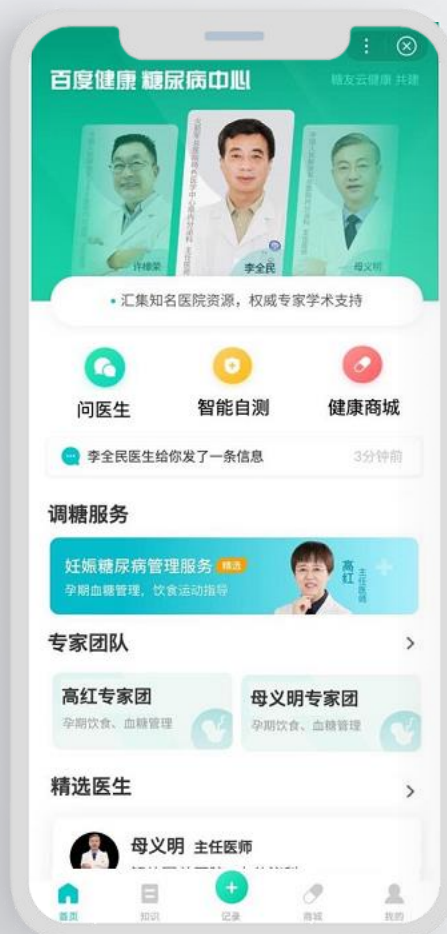 百度健康 糖尿病中心
糖友云健康 共建
许樟荣
李全民
母义明
• 汇集知名医院资源，权威专家学术支持
问医生
智能自测
健康商城
李全民医生给你发了一条信息
3分钟前
调糖服务
妊娠糖尿病管理服务 精选
孕期血糖管理，饮食运动指导
高红
主任医师
专家团队
高红专家团
孕期饮食、血糖管理
母义明专家团
孕期饮食、血糖管理
精选医生
母义明 主任医师
首页
知识
记录
商城
我的